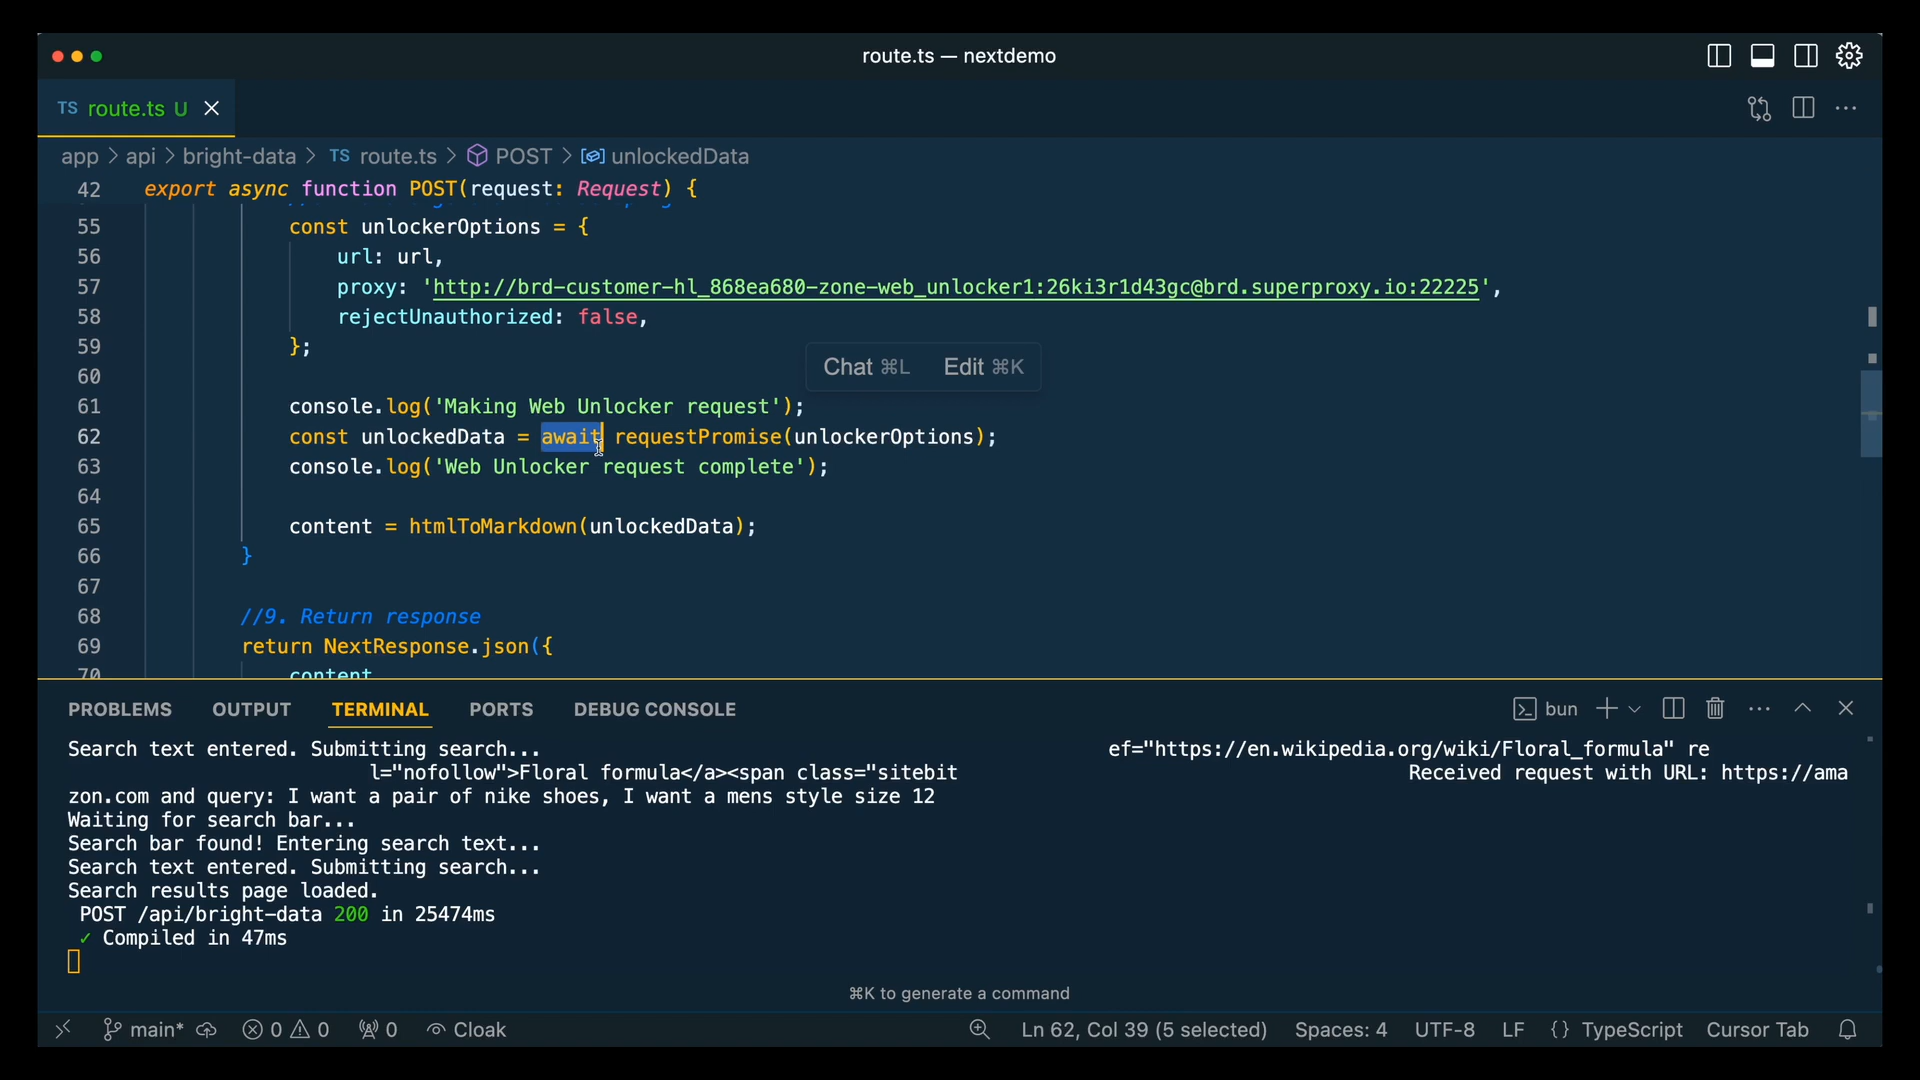 route.ts — nextdemo
TS route.ts U
app > api > bright-data > TS route.ts > POST > unlockedData
42 export async function POST(request: Request) {
55 const unlockerOptions = {
56 url: url,
57 proxy: 'http://brd-customer-hl_868ea680-zone-web_unlocker1:26ki3r1d43gc@brd.superproxy.io:22225',
58 rejectUnauthorized: false,
59 };
60
Chat ⌘L Edit ⌘K
61 console.log('Making Web Unlocker request');
62 const unlockedData = await requestPromise(unlockerOptions);
63 console.log('Web Unlocker request complete');
64
65 content = htmlToMarkdown(unlockedData);
66 }
67
68 //9. Return response
69 return NextResponse.json({
70 content
PROBLEMS OUTPUT TERMINAL PORTS DEBUG CONSOLE bun
Search text entered. Submitting search... ef="https://en.wikipedia.org/wiki/Floral_formula" re
l="nofollow">Floral formula</a><span class="sitebit Received request with URL: https://ama
zon.com and query: I want a pair of nike shoes, I want a mens style size 12
Waiting for search bar...
Search bar found! Entering search text...
Search text entered. Submitting search...
Search results page loaded.
POST /api/bright-data 200 in 25474ms
✓ Compiled in 47ms
⌘K to generate a command
main* 0 0 0 Cloak Ln 62, Col 39 (5 selected) Spaces: 4 UTF-8 LF {} TypeScript Cursor Tab